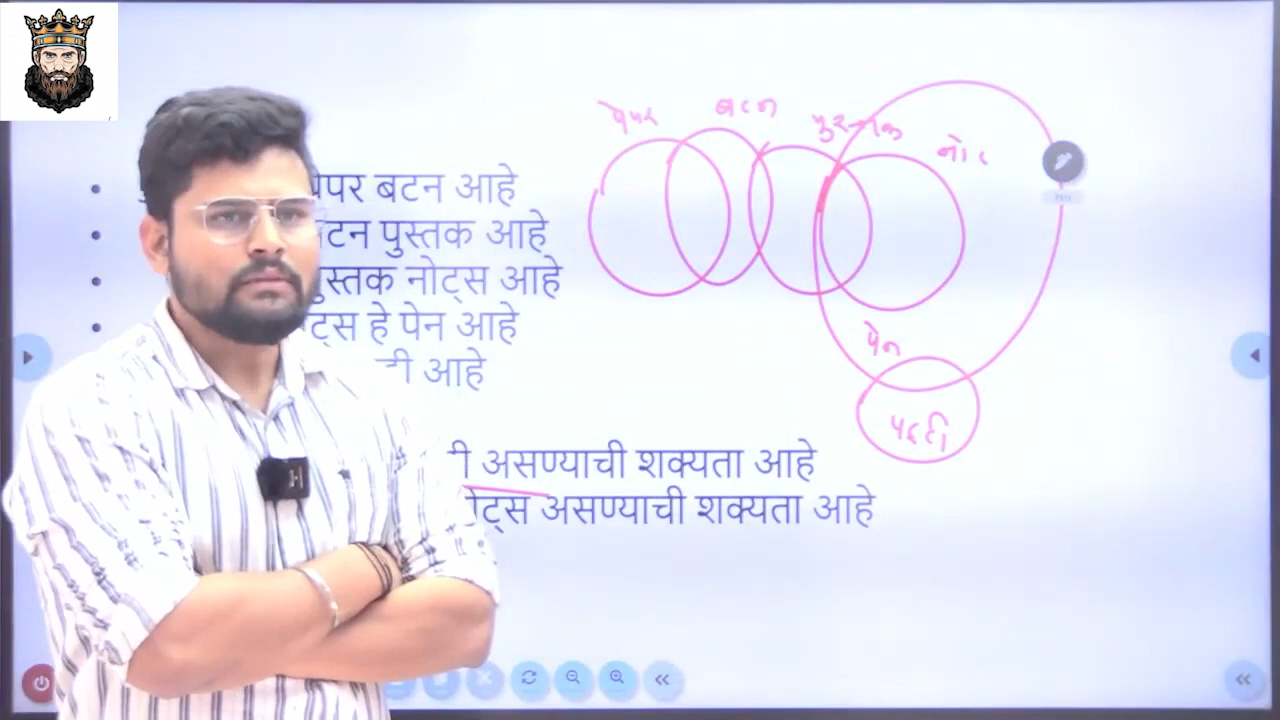 पेपर बटन पुस्तक नोट
पेपर बटन आहे
बटन पुस्तक आहे
पुस्तक नोट्स आहे
नोट्स हे पेन आहे
आहे
पेन
पट्टी
असण्याची शक्यता आहे
नोट्स असण्याची शक्यता आहे